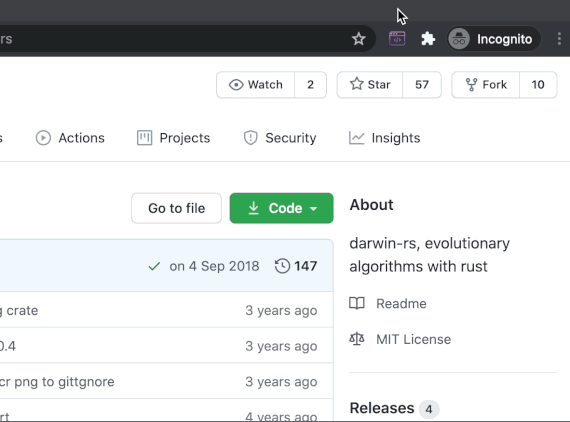 rs
Incognito
Watch 2 Star 57 Fork 10
s Actions Projects Security Insights
Go to file Code
About
darwin-rs, evolutionary
algorithms with rust
on 4 Sep 2018 147
g crate 3 years ago
Readme
0.4 3 years ago
MIT License
cr png to gittgnore 3 years ago
rt 4 years ago
Releases 4